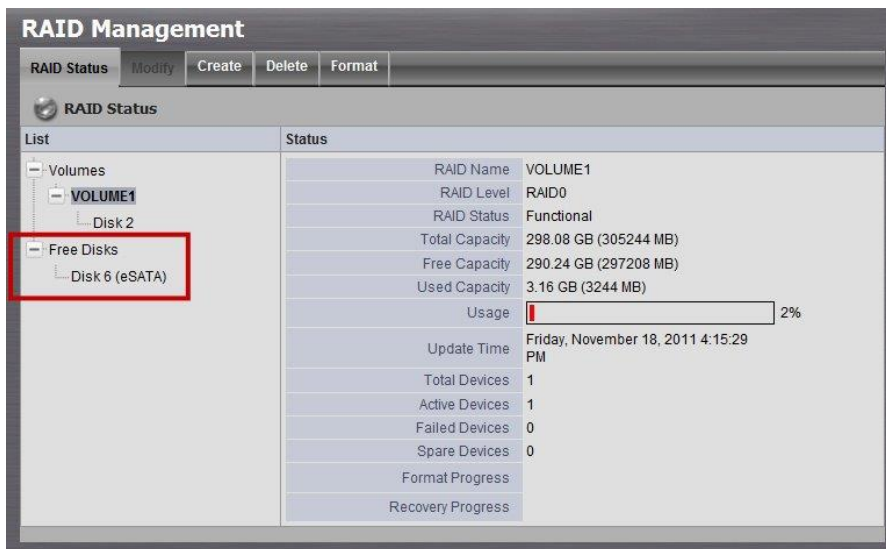 RAID Management
RAID Status Modify Create Delete Format
RAID Status
List Status
Volumes
VOLUME1
Disk 2
Free Disks
Disk 6 (eSATA)
RAID Name VOLUME1
RAID Level RAID0
RAID Status Functional
Total Capacity 298.08 GB (305244 MB)
Free Capacity 290.24 GB (297208 MB)
Used Capacity 3.16 GB (3244 MB)
Usage 2%
Update Time Friday, November 18, 2011 4:15:29
PM
Total Devices 1
Active Devices 1
Failed Devices 0
Spare Devices 0
Format Progress
Recovery Progress